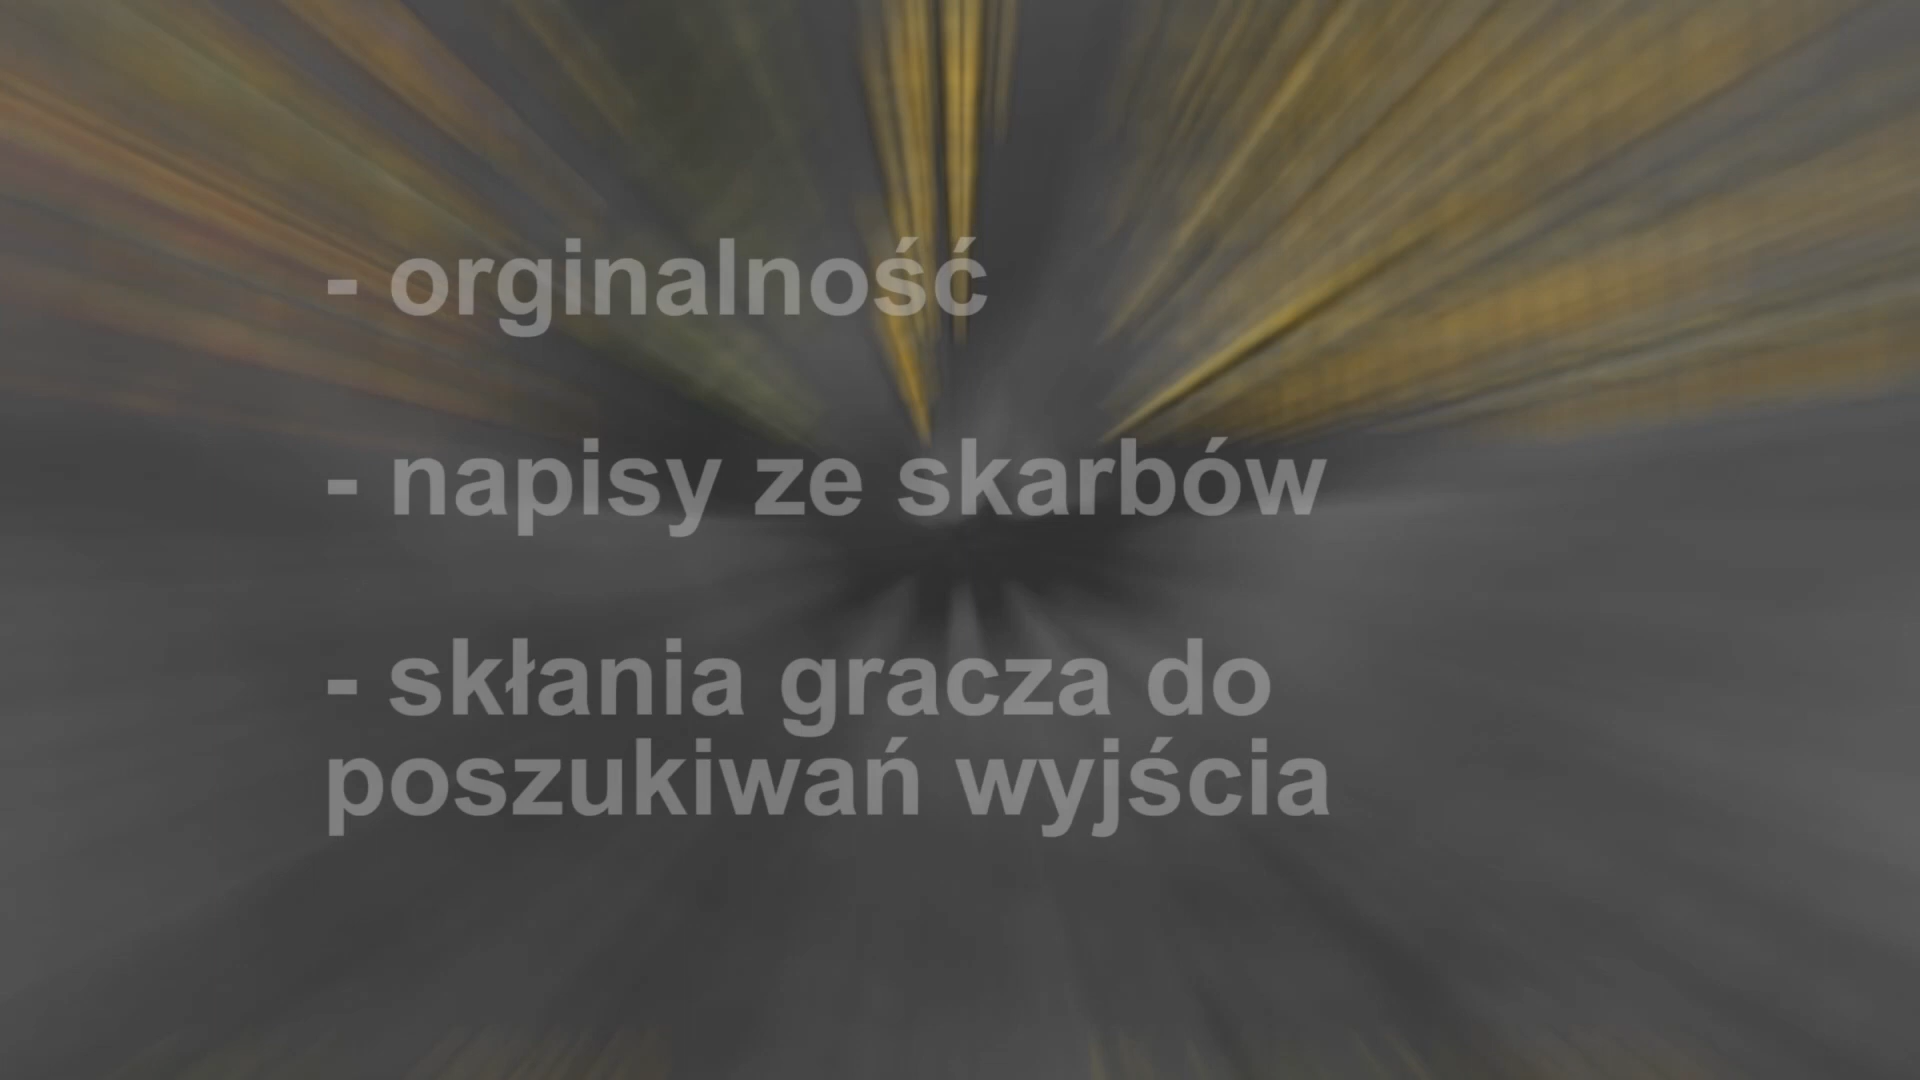 - orginalność
- napisy ze skarbów
- skłania gracza do
poszukiwań wyjścia